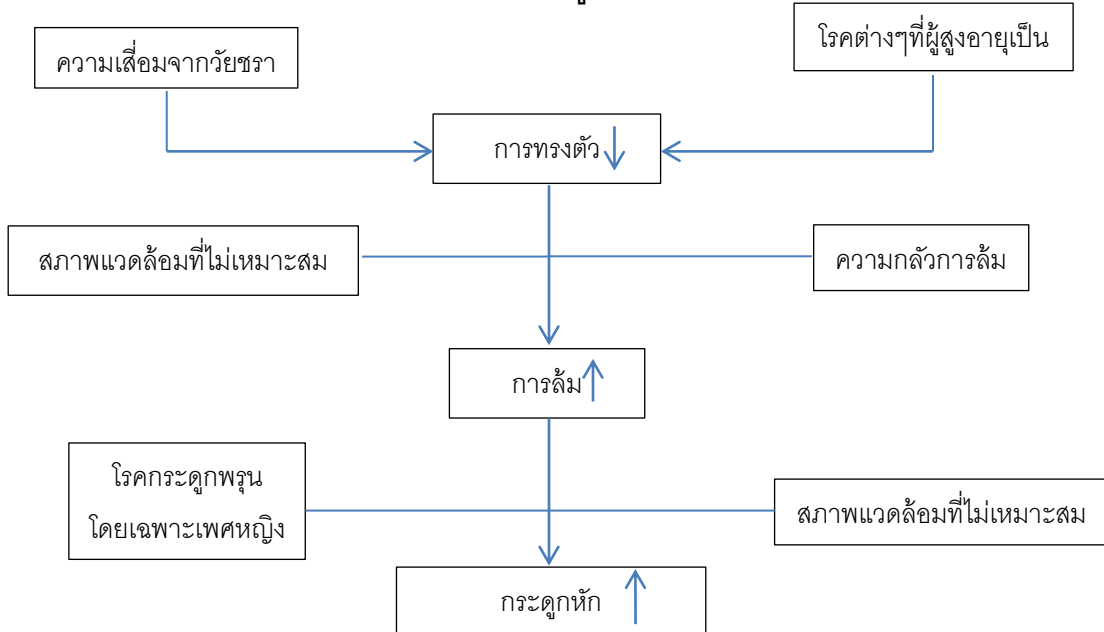 ความเสื่อมจากวัยชรา
โรคต่างๆที่ผู้สูงอายุเป็น
การทรงตัว
สภาพแวดล้อมที่ไม่เหมาะสม
ความกลัวการล้ม
การล้ม
โรคกระดูกพรุน
โดยเฉพาะเพศหญิง
สภาพแวดล้อมที่ไม่เหมาะสม
กระดูกหัก